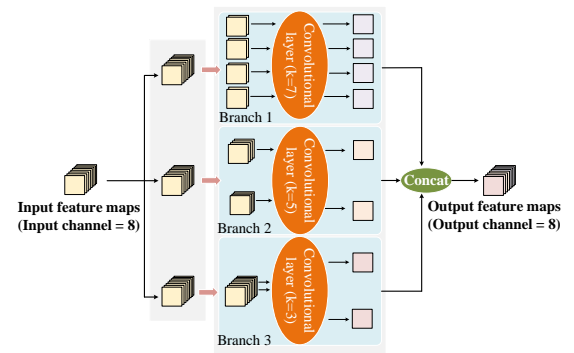 Convolutional
layer (k=7)
Branch 1
Convolutional
layer (k=5)
Branch 2
Convolutional
layer (k=3)
Branch 3
Input feature maps
(Input channel = 8)
Concat
Output feature maps
(Output channel = 8)